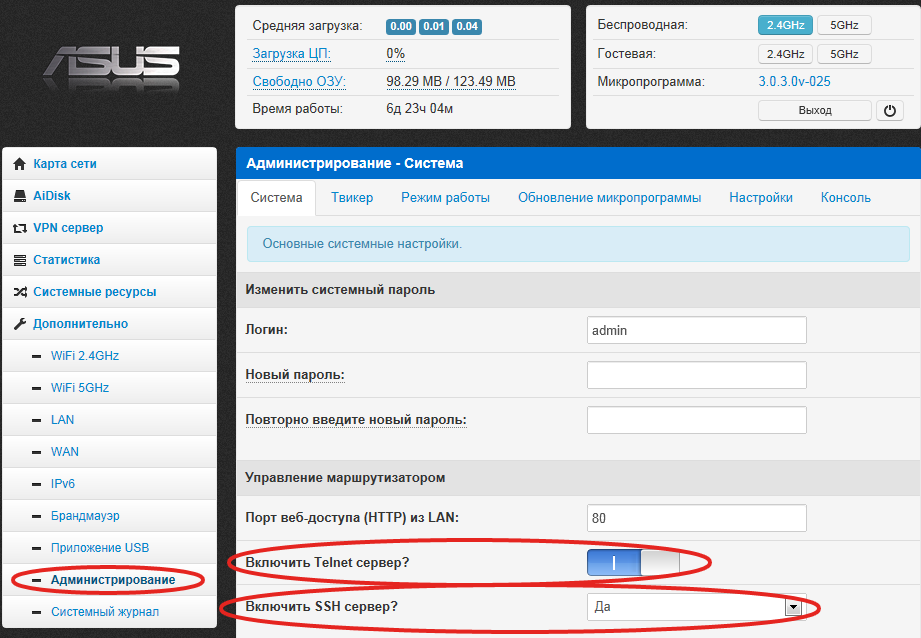 ASUS
Средняя загрузка: 0.00 0.01 0.04
Загрузка ЦП: 0%
Свободно ОЗУ: 98.29 MB / 123.49 MB
Время работы: 6д 23ч 04м
Беспроводная: 2.4GHz 5GHz
Гостевая: 2.4GHz 5GHz
Микропрограмма: 3.0.3.0v-025
Выход
Карта сети
AiDisk
VPN сервер
Статистика
Системные ресурсы
Дополнительно
WiFi 2.4GHz
WiFi 5GHz
LAN
WAN
IPv6
Брандмауэр
Приложение USB
Администрирование
Системный журнал
Администрирование - Система
Система Твикер Режим работы Обновление микропрограммы Настройки Консоль
Основные системные настройки.
Изменить системный пароль
Логин: admin
Новый пароль:
Повторно введите новый пароль:
Управление маршрутизатором
Порт веб-доступа (HTTP) из LAN: 80
Включить Telnet сервер?
Включить SSH сервер? Да